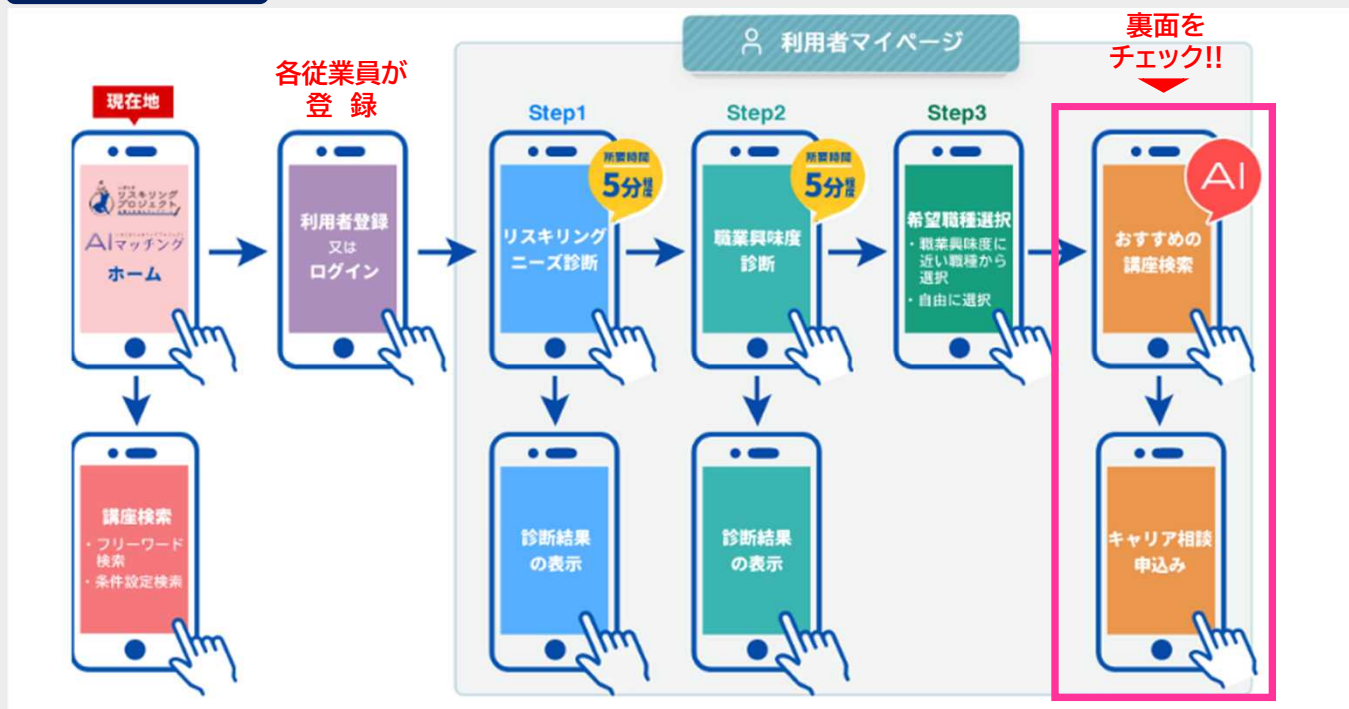 利用者マイページ
裏面を
チェック!!
各従業員が
登 録
現在地
リスキリング
プロジェクト
AIマッチング
ホーム
利用者登録
又は
ログイン
Step1
所要時間
5分程度
リスキリング
ニーズ診断
Step2
所要時間
5分程度
職業興味度
診断
Step3
希望職種選択
・職業興味度に
近い職種から
選択
・自由に選択
AI
おすすめの
講座検索
講座検索
・フリーワード
検索
・条件設定検索
診断結果
の表示
診断結果
の表示
キャリア相談
申込み